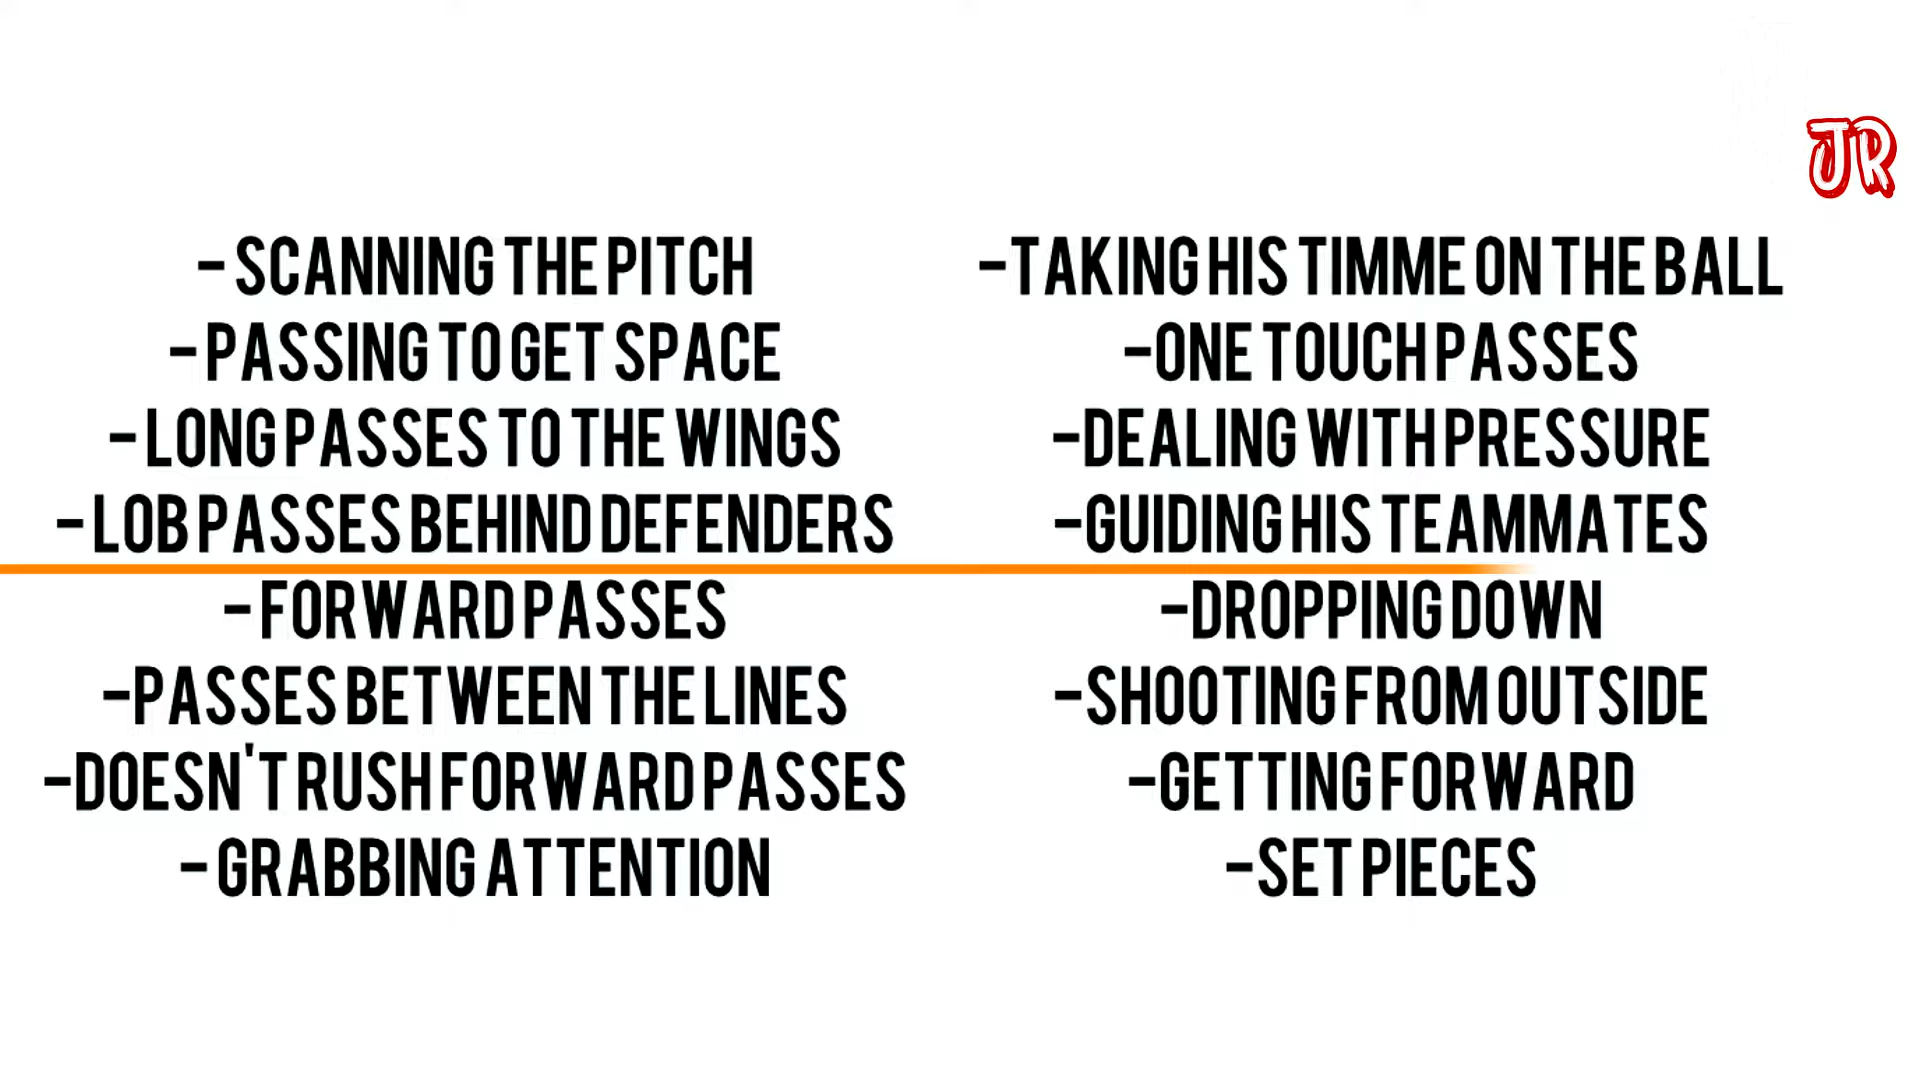 JR
- SCANNING THE PITCH
- PASSING TO GET SPACE
- LONG PASSES TO THE WINGS
- LOB PASSES BEHIND DEFENDERS
- FORWARD PASSES
-PASSES BETWEEN THE LINES
-DOESN'T RUSH FORWARD PASSES
- GRABBING ATTENTION
-TAKING HIS TIMME ON THE BALL
-ONE TOUCH PASSES
-DEALING WITH PRESSURE
-GUIDING HIS TEAMMATES
-DROPPING DOWN
-SHOOTING FROM OUTSIDE
-GETTING FORWARD
-SET PIECES